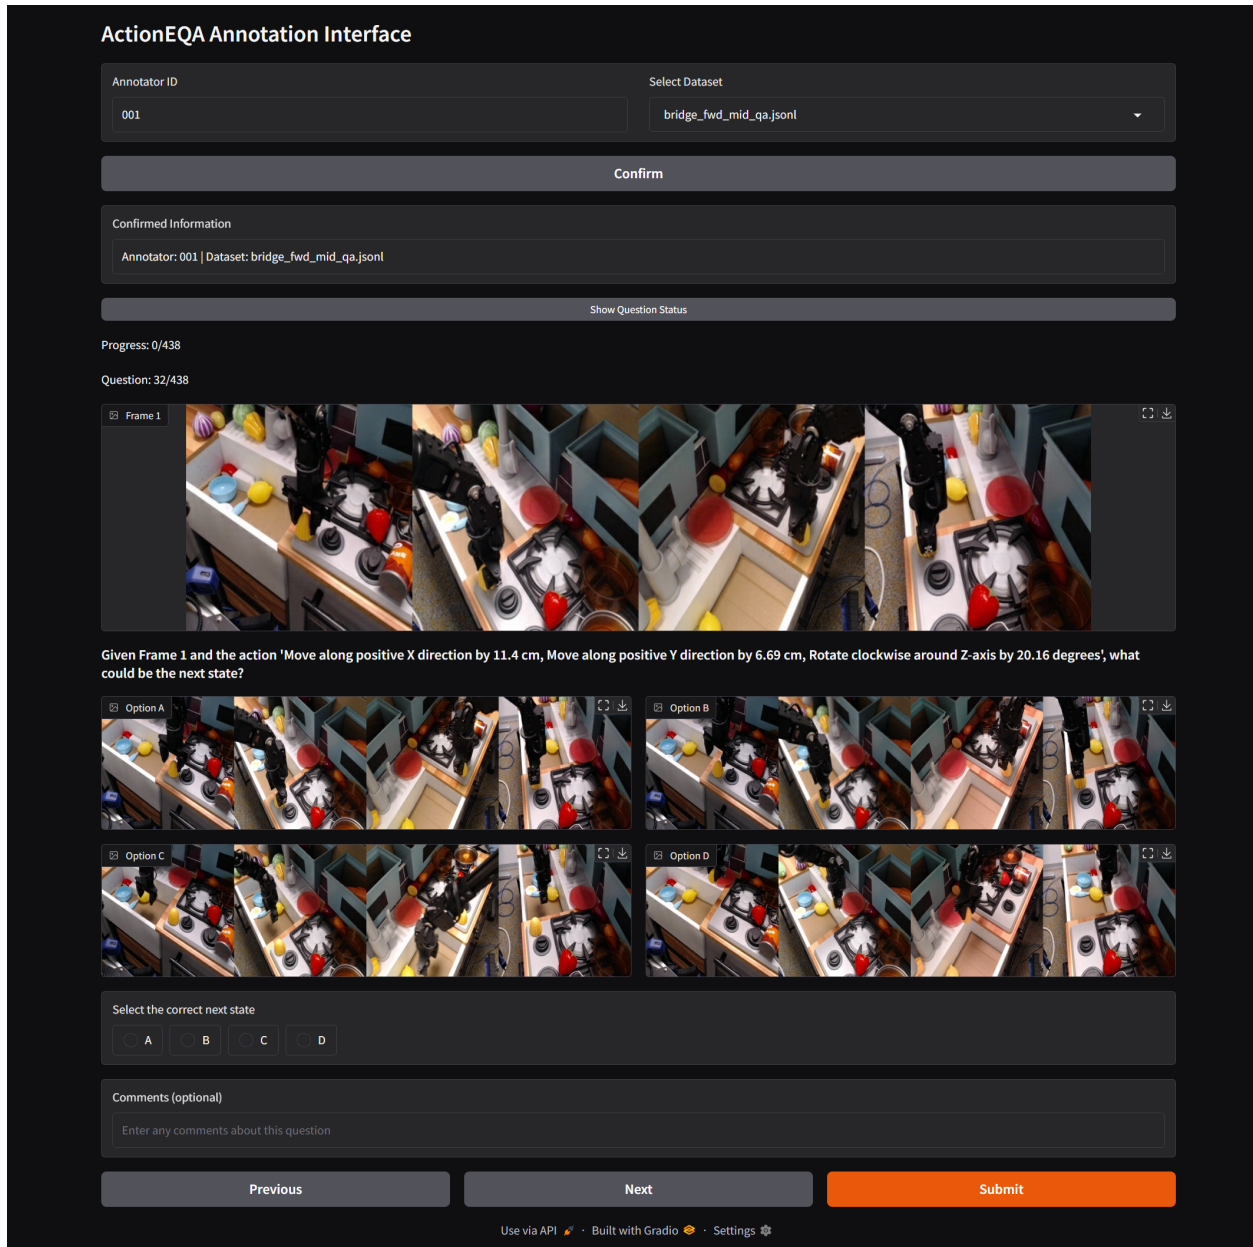 ActionEQA Annotation Interface
Annotator ID
Select Dataset
001
bridge_fwd_mid_qa.jsonl
Confirm
Confirmed Information
Annotator: 001 | Dataset: bridge_fwd_mid_qa.jsonl
Show Question Status
Progress: 0/438
Question: 32/438
Frame 1
Given Frame 1 and the action 'Move along positive X direction by 11.4 cm, Move along positive Y direction by 6.69 cm, Rotate clockwise around Z-axis by 20.16 degrees', what
could be the next state?
Option A
Option B
Option C
Option D
Select the correct next state
A
B
C
D
Comments (optional)
Enter any comments about this question
Previous
Next
Submit
Use via API · Built with Gradio · Settings